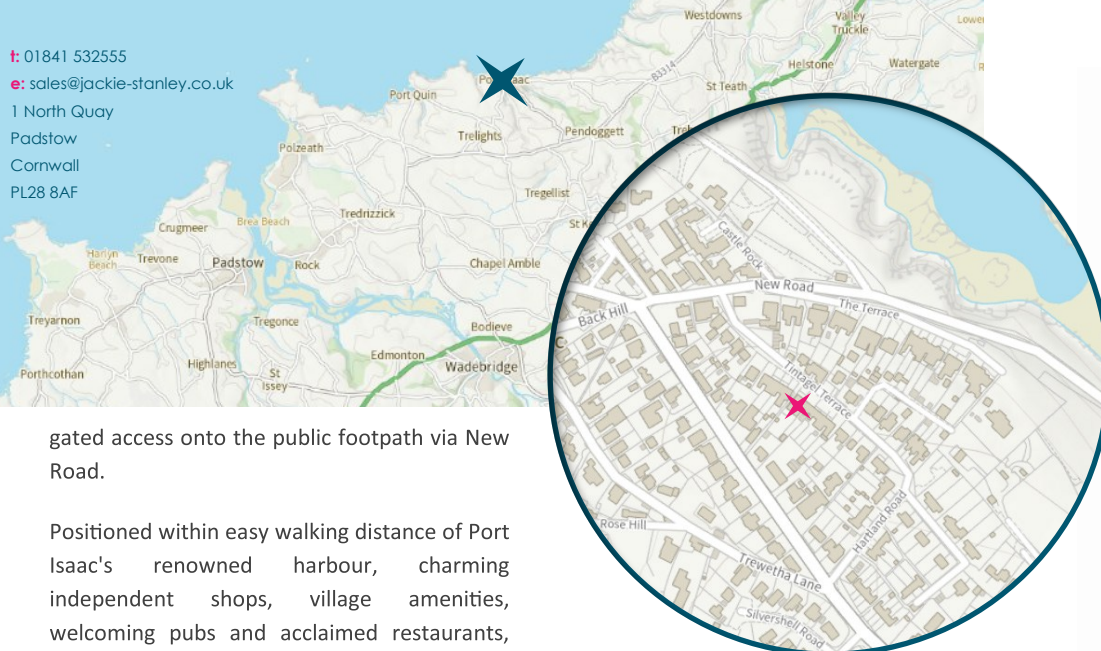 t: 01841 532555
e: sales@jackie-stanley.co.uk
1 North Quay
Padstow
Cornwall
PL28 8AF
Westdowns
Valley
Truckle
Helstone
Watergate
B3314
St Teath
Port Quin
Trelights
Pendoggett
Polzeath
Tregellist
Brea Beach
Tredrizzick
Crugmeer
Harlyn
Beach
Trevone
Padstow
Rock
Chapel Amble
Treyarnon
Tregonce
Bodieve
Edmonton
Wadebridge
Porthcothan
Highlanes
St
Issey
Castle Rock
New Road
The Terrace
Back Hill
Tintagel Terrace
Rose Hill
Hartland Road
Trewetha Lane
Silvershell Road
gated access onto the public footpath via New
Road.
Positioned within easy walking distance of Port
Isaac's renowned harbour, charming
independent shops, village amenities,
welcoming pubs and acclaimed restaurants,